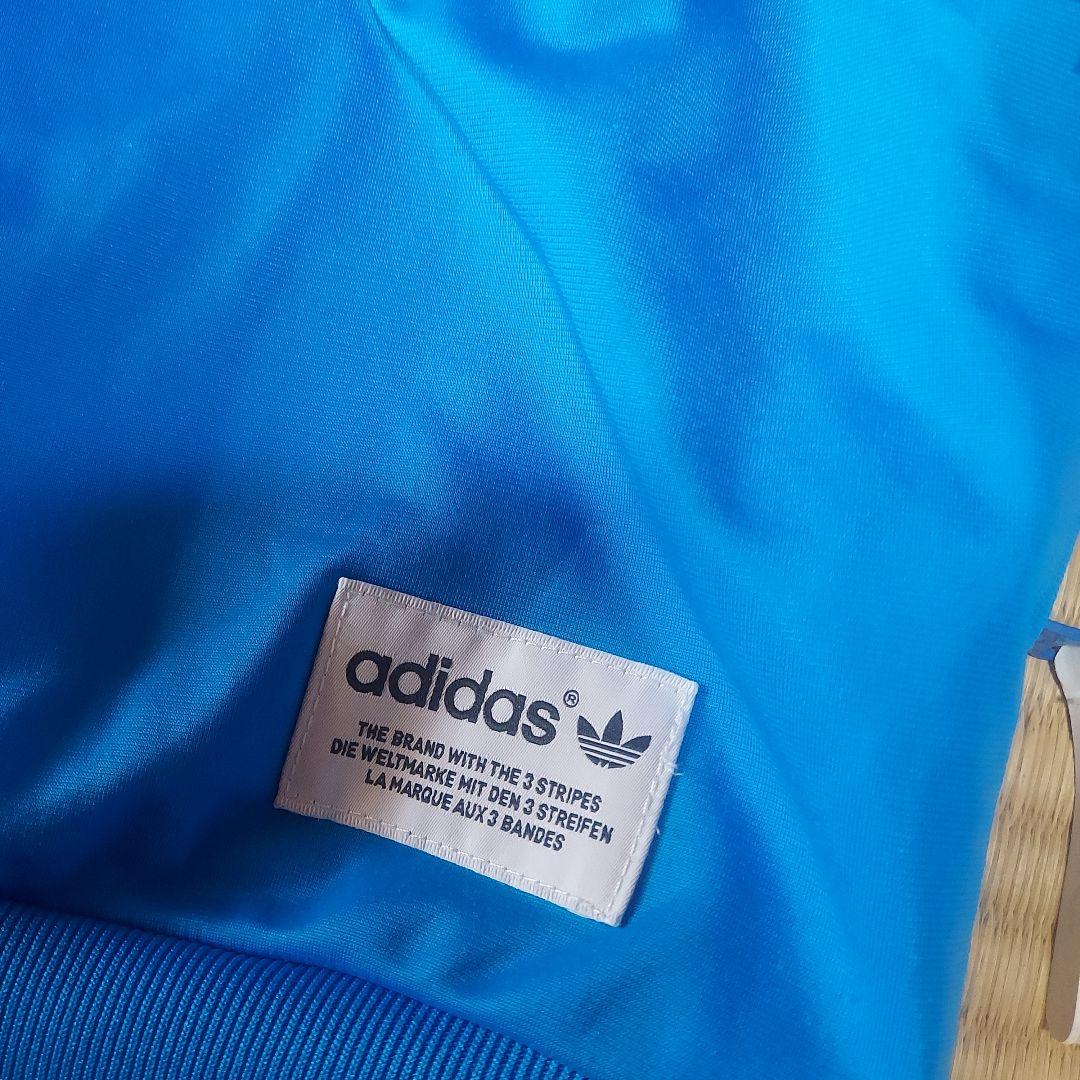 adidas®
THE BRAND WITH THE 3 STRIPES
DIE WELTMARKE MIT DEN 3 STREIFEN
LA MARQUE AUX 3 BANDES